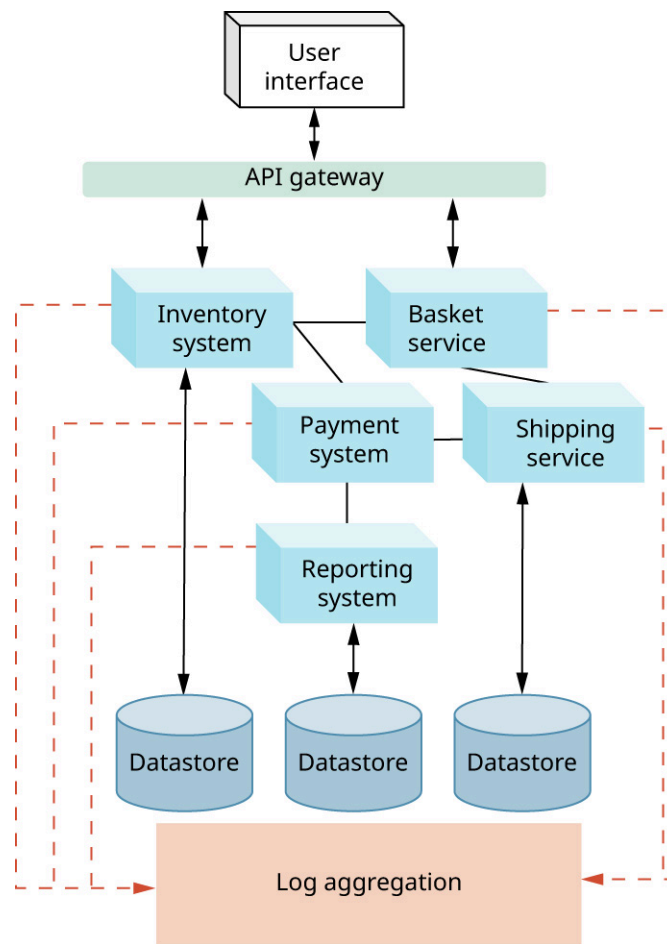 User
interface
API gateway
Inventory
system
Basket
service
Payment
system
Shipping
service
Reporting
system
Datastore
Datastore
Datastore
Log aggregation